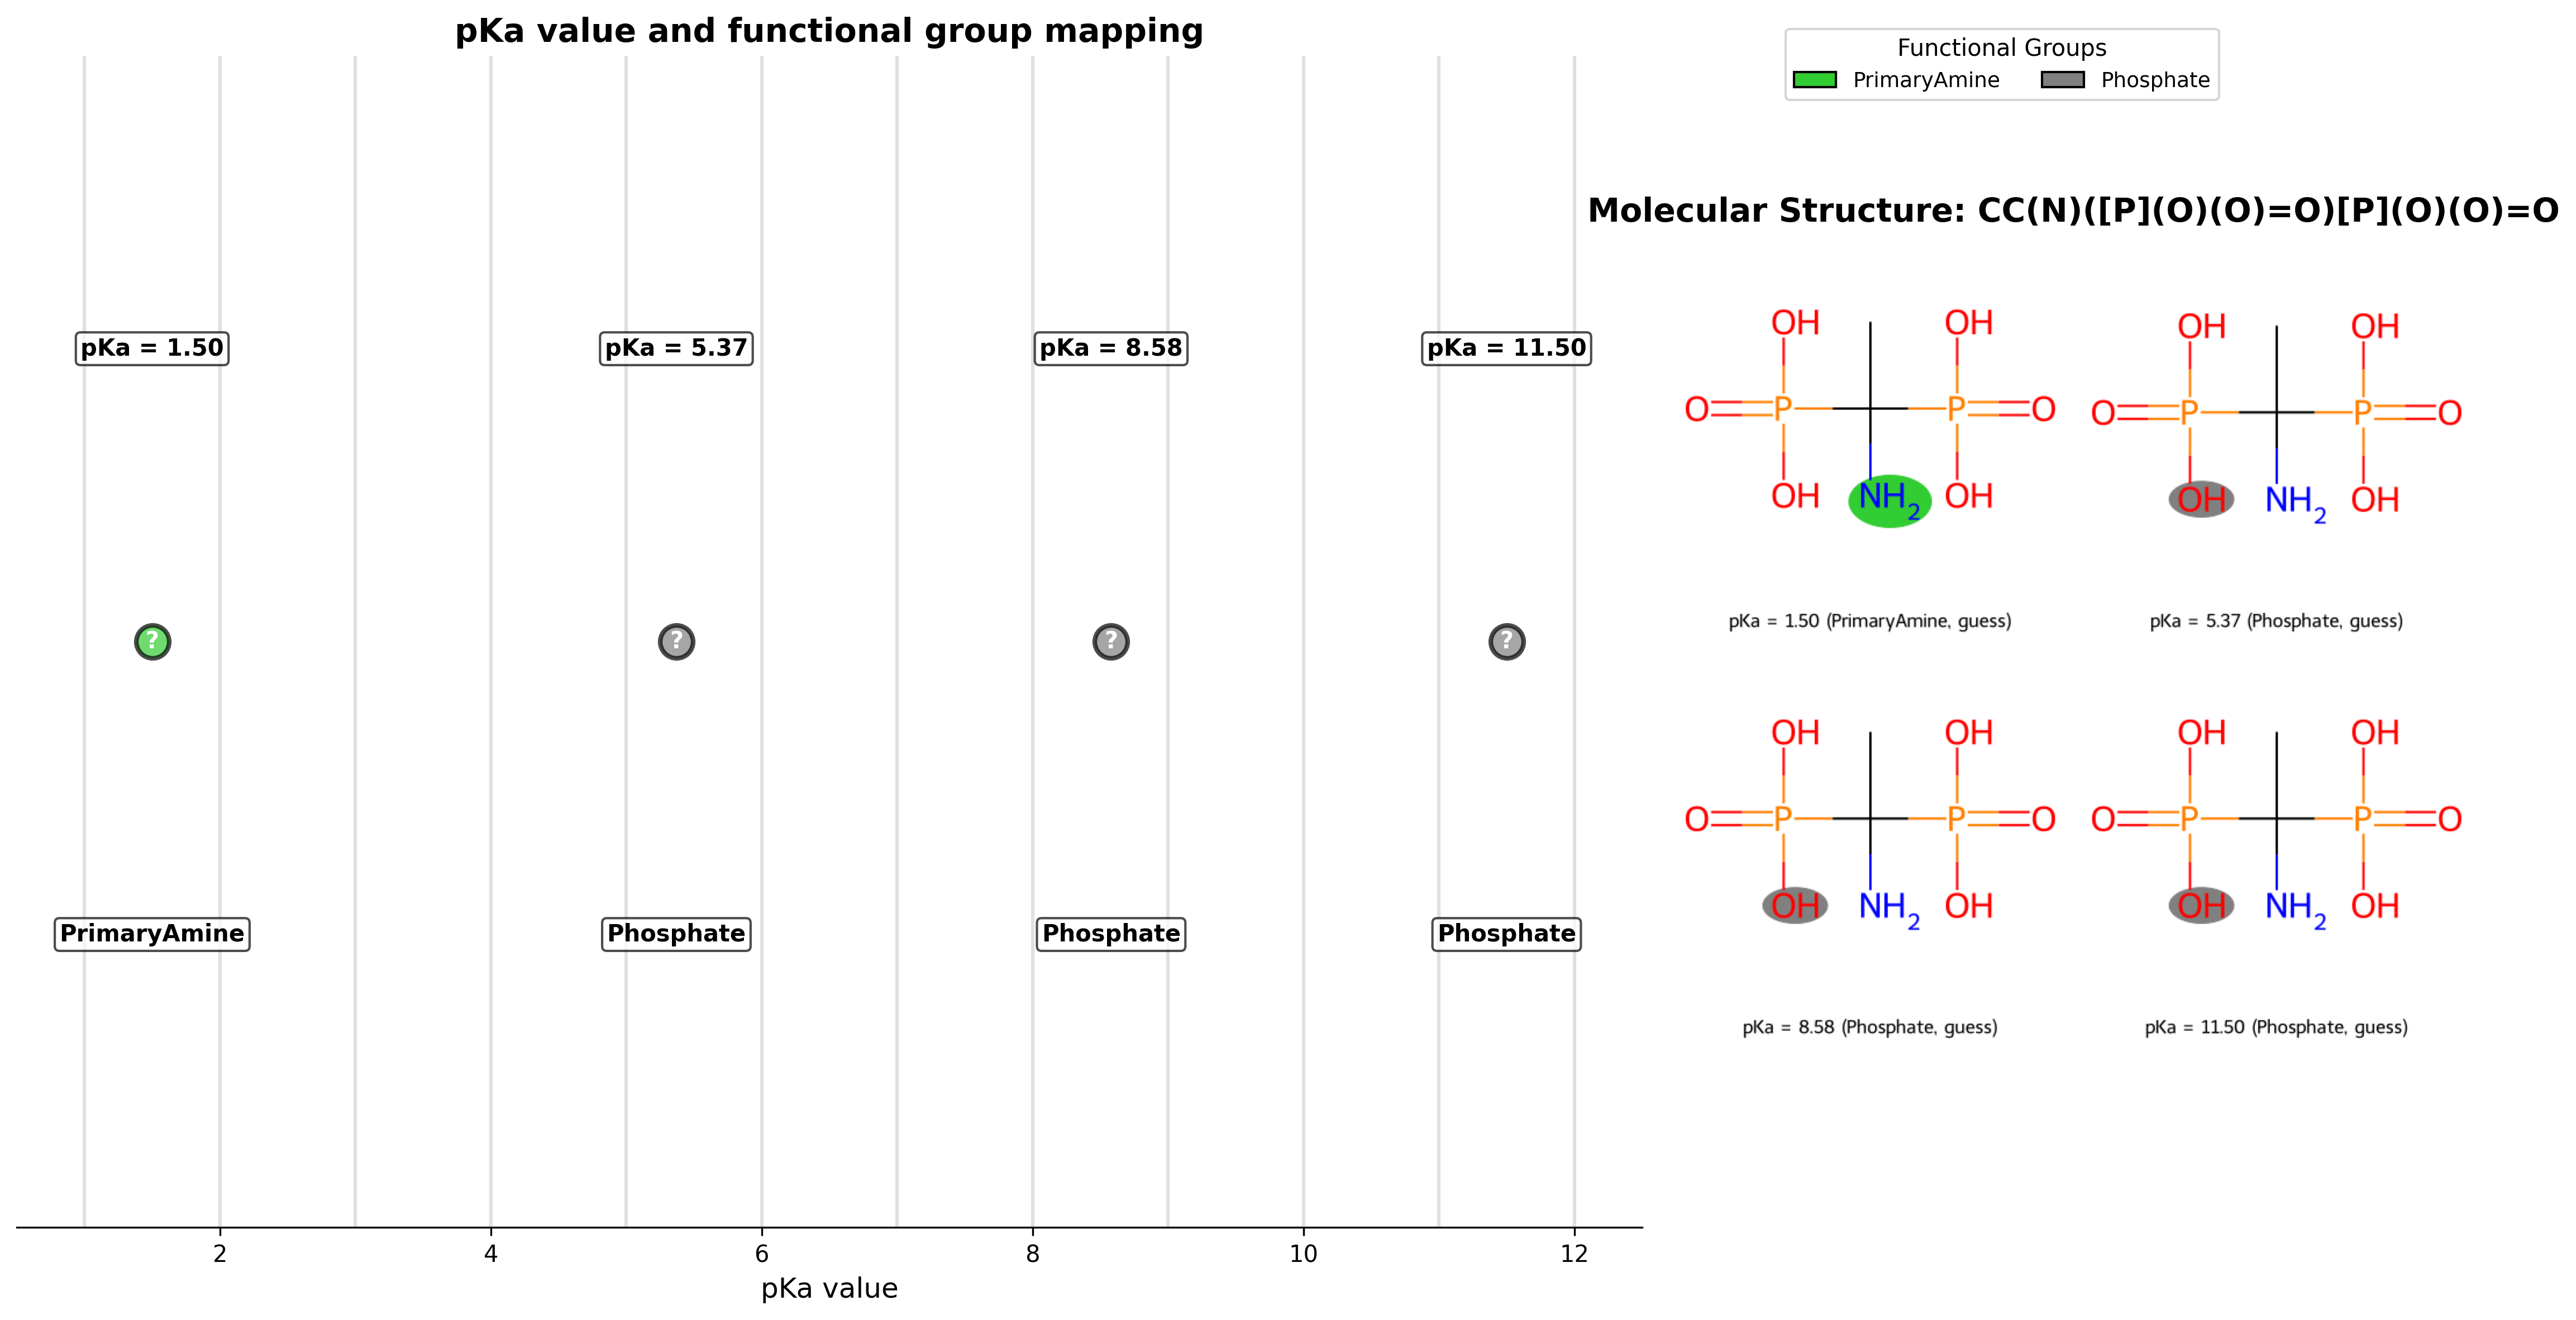 pKa value and functional group mapping
Functional Groups
PrimaryAmine Phosphate
Molecular Structure: CC(N)([P](O)(O)=O)[P](O)(O)=O
pKa = 1.50 pKa = 5.37 pKa = 8.58 pKa = 11.50
? ? ? ?
PrimaryAmine Phosphate Phosphate Phosphate
2 4 6 8 10 12
pKa value
OH OH OH OH
O P P O O P P O
OH NH2 OH OH NH2 OH
pKa = 1.50 (PrimaryAmine, guess) pKa = 5.37 (Phosphate, guess)
OH OH OH OH
O P P O O P P O
OH NH2 OH OH NH2 OH
pKa = 8.58 (Phosphate, guess) pKa = 11.50 (Phosphate, guess)